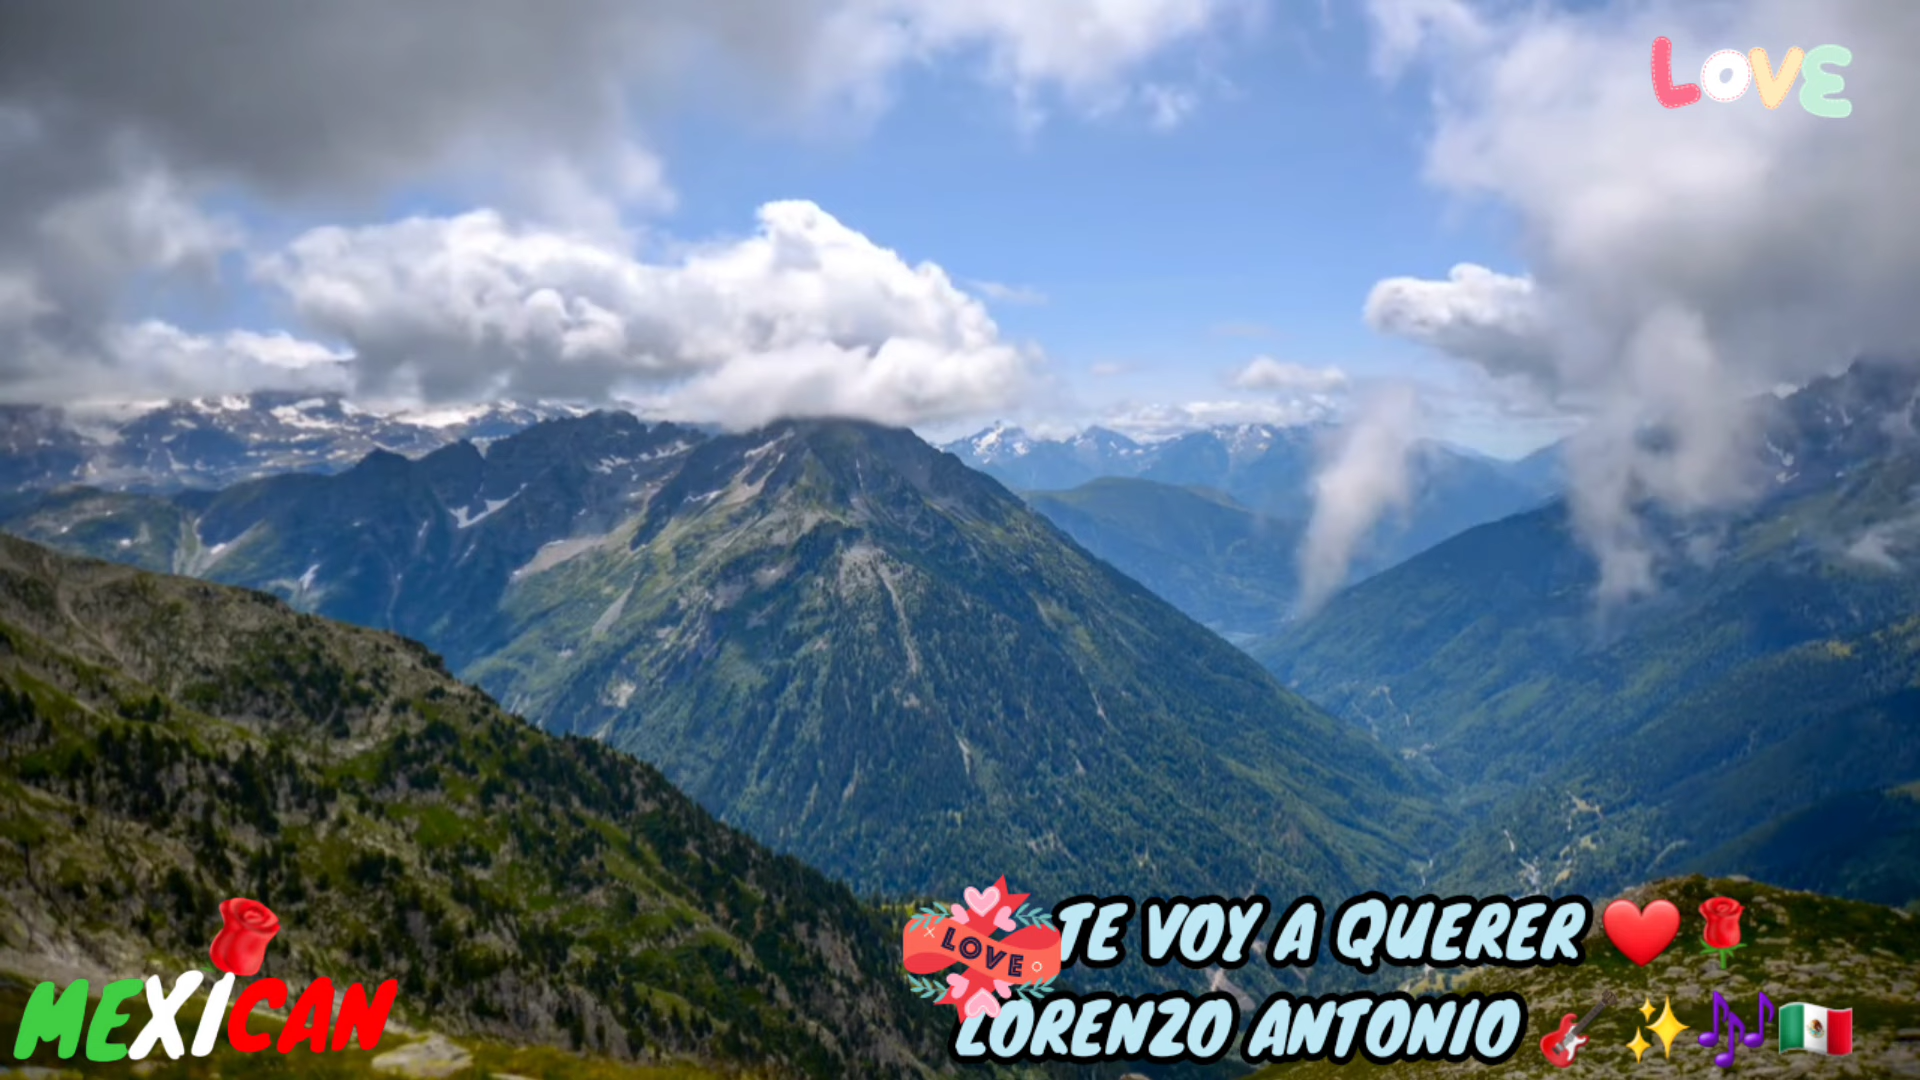 LOVE
LOVE
TE VOY A QUERER ❤️🌹
LORENZO ANTONIO 🎸✨🎶🇲🇽
MEXICAN